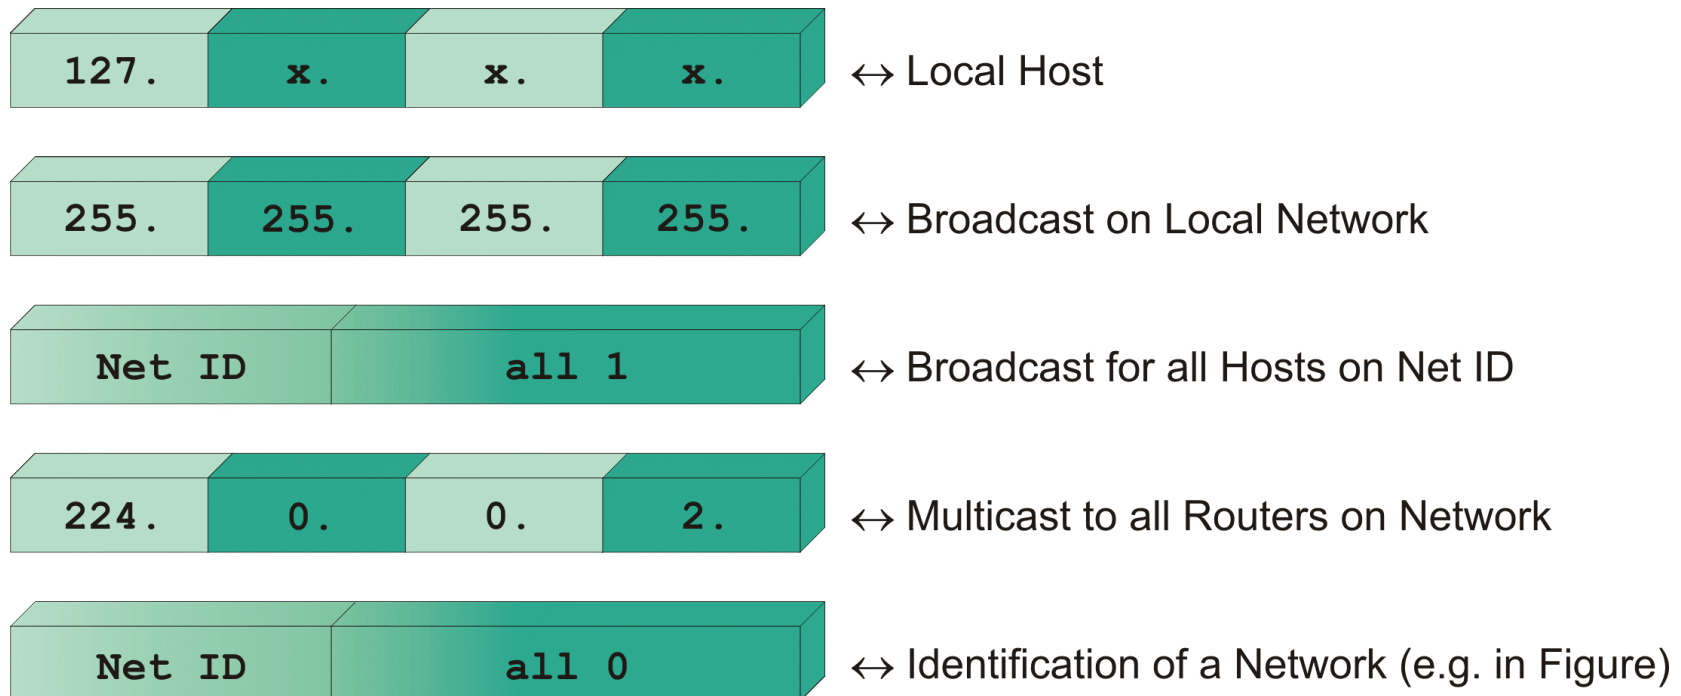 127. x. x. x. ↔ Local Host
255. 255. 255. 255. ↔ Broadcast on Local Network
Net ID all 1 ↔ Broadcast for all Hosts on Net ID
224. 0. 0. 2. ↔ Multicast to all Routers on Network
Net ID all 0 ↔ Identification of a Network (e.g. in Figure)